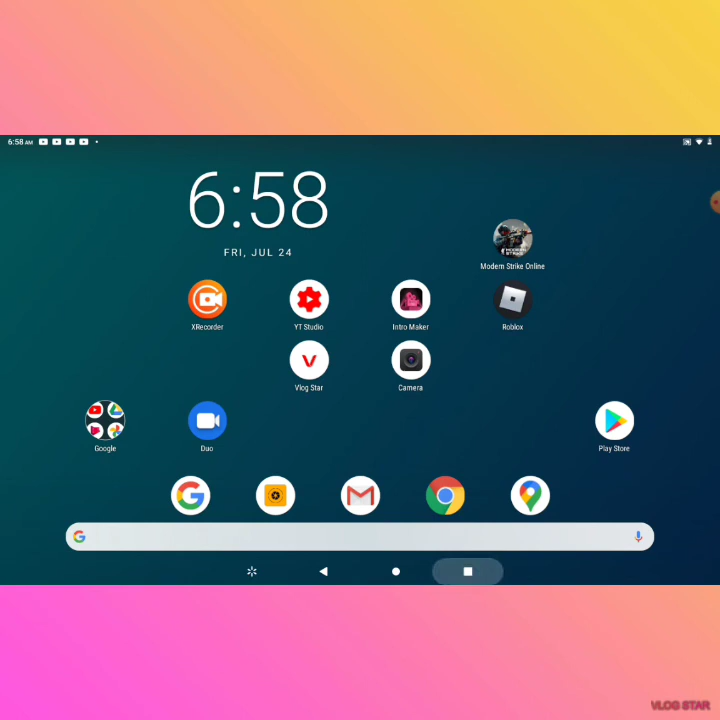 6:58 AM
6:58
FRI, JUL 24
Modern Strike Online
XRecorder
YT Studio
Intro Maker
Roblox
Vlog Star
Camera
Google
Duo
Play Store
VLOG STAR